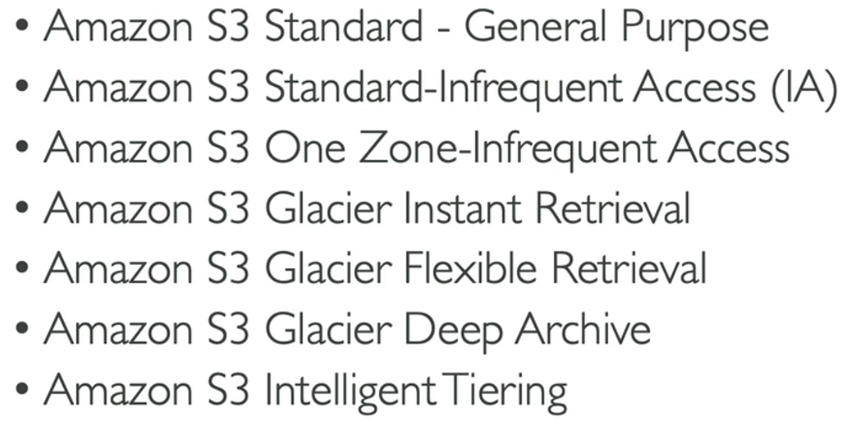 • Amazon S3 Standard - General Purpose
• Amazon S3 Standard-Infrequent Access (IA)
• Amazon S3 One Zone-Infrequent Access
• Amazon S3 Glacier Instant Retrieval
• Amazon S3 Glacier Flexible Retrieval
• Amazon S3 Glacier Deep Archive
• Amazon S3 Intelligent Tiering